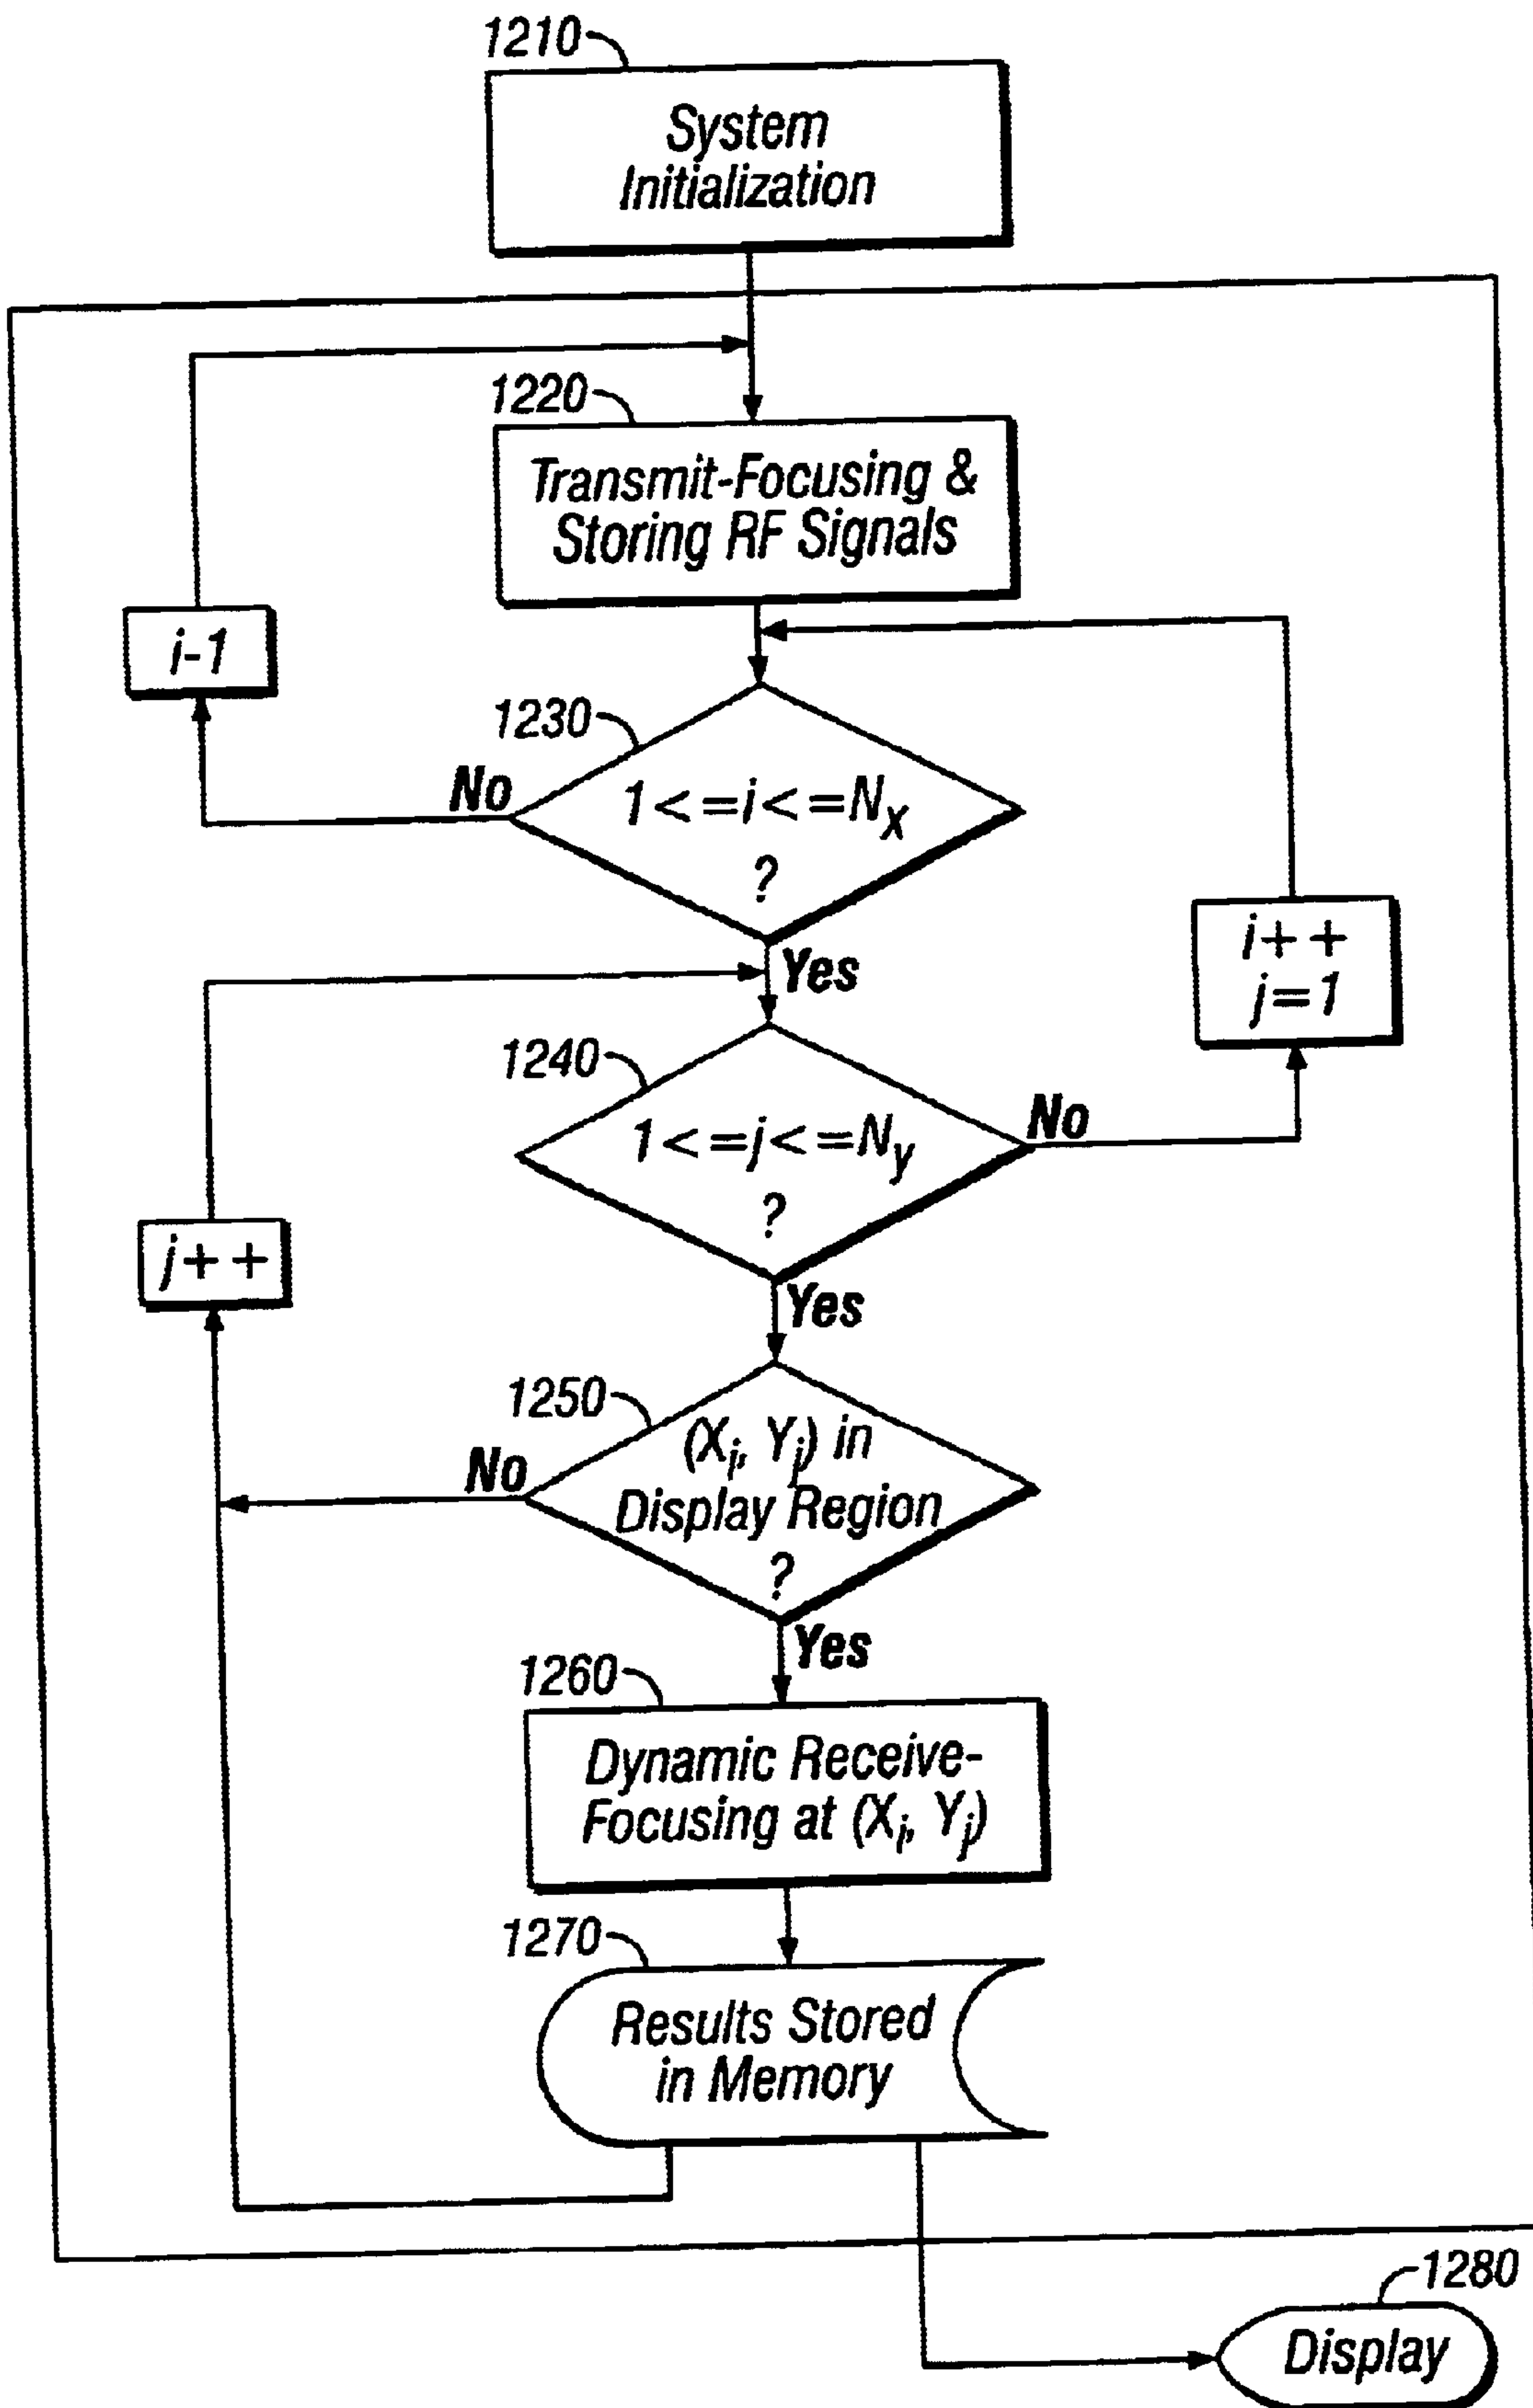 1210
System
Initialization
1220
Transmit-Focusing &
Storing RF Signals
i-1
1230
No
1<=i<=Nx
?
Yes
i++
j=1
1240
1<=j<=Ny
?
No
j++
Yes
1250
(Xi, Yj) in
Display Region
?
No
Yes
1260
Dynamic Receive-
Focusing at (Xi, Yj)
1270
Results Stored
in Memory
1280
Display